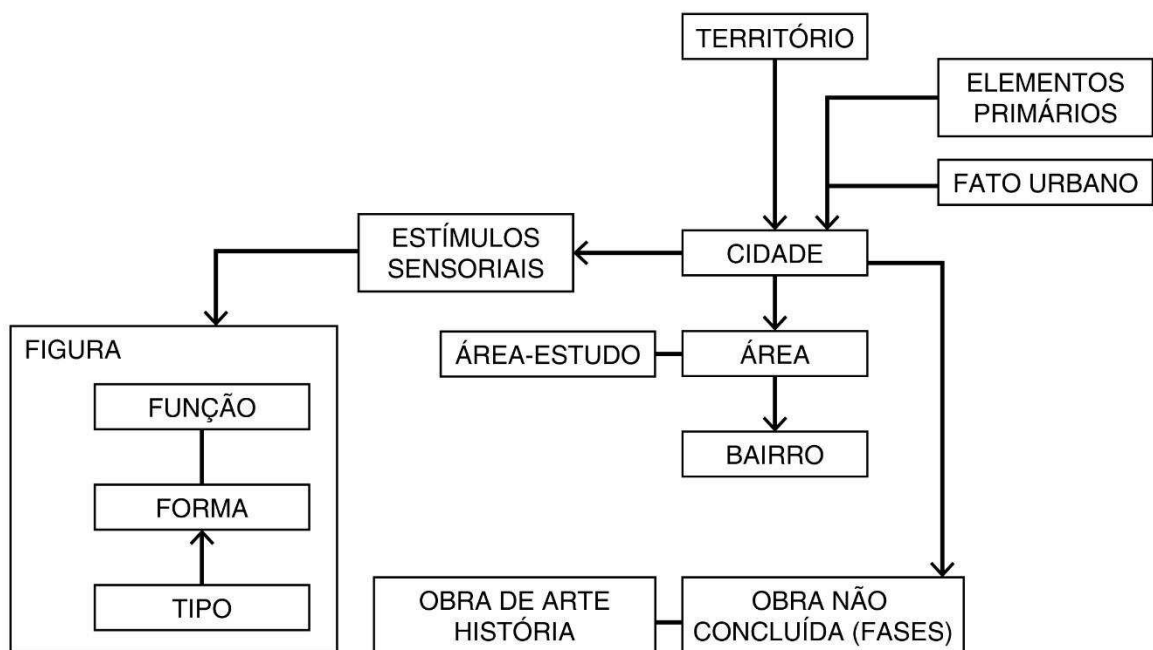 TERRITÓRIO
ELEMENTOS
PRIMÁRIOS
FATO URBANO
ESTÍMULOS
SENSORIAIS
CIDADE
FIGURA
ÁREA-ESTUDO
ÁREA
FUNÇÃO
BAIRRO
FORMA
TIPO
OBRA DE ARTE
HISTÓRIA
OBRA NÃO
CONCLUÍDA (FASES)